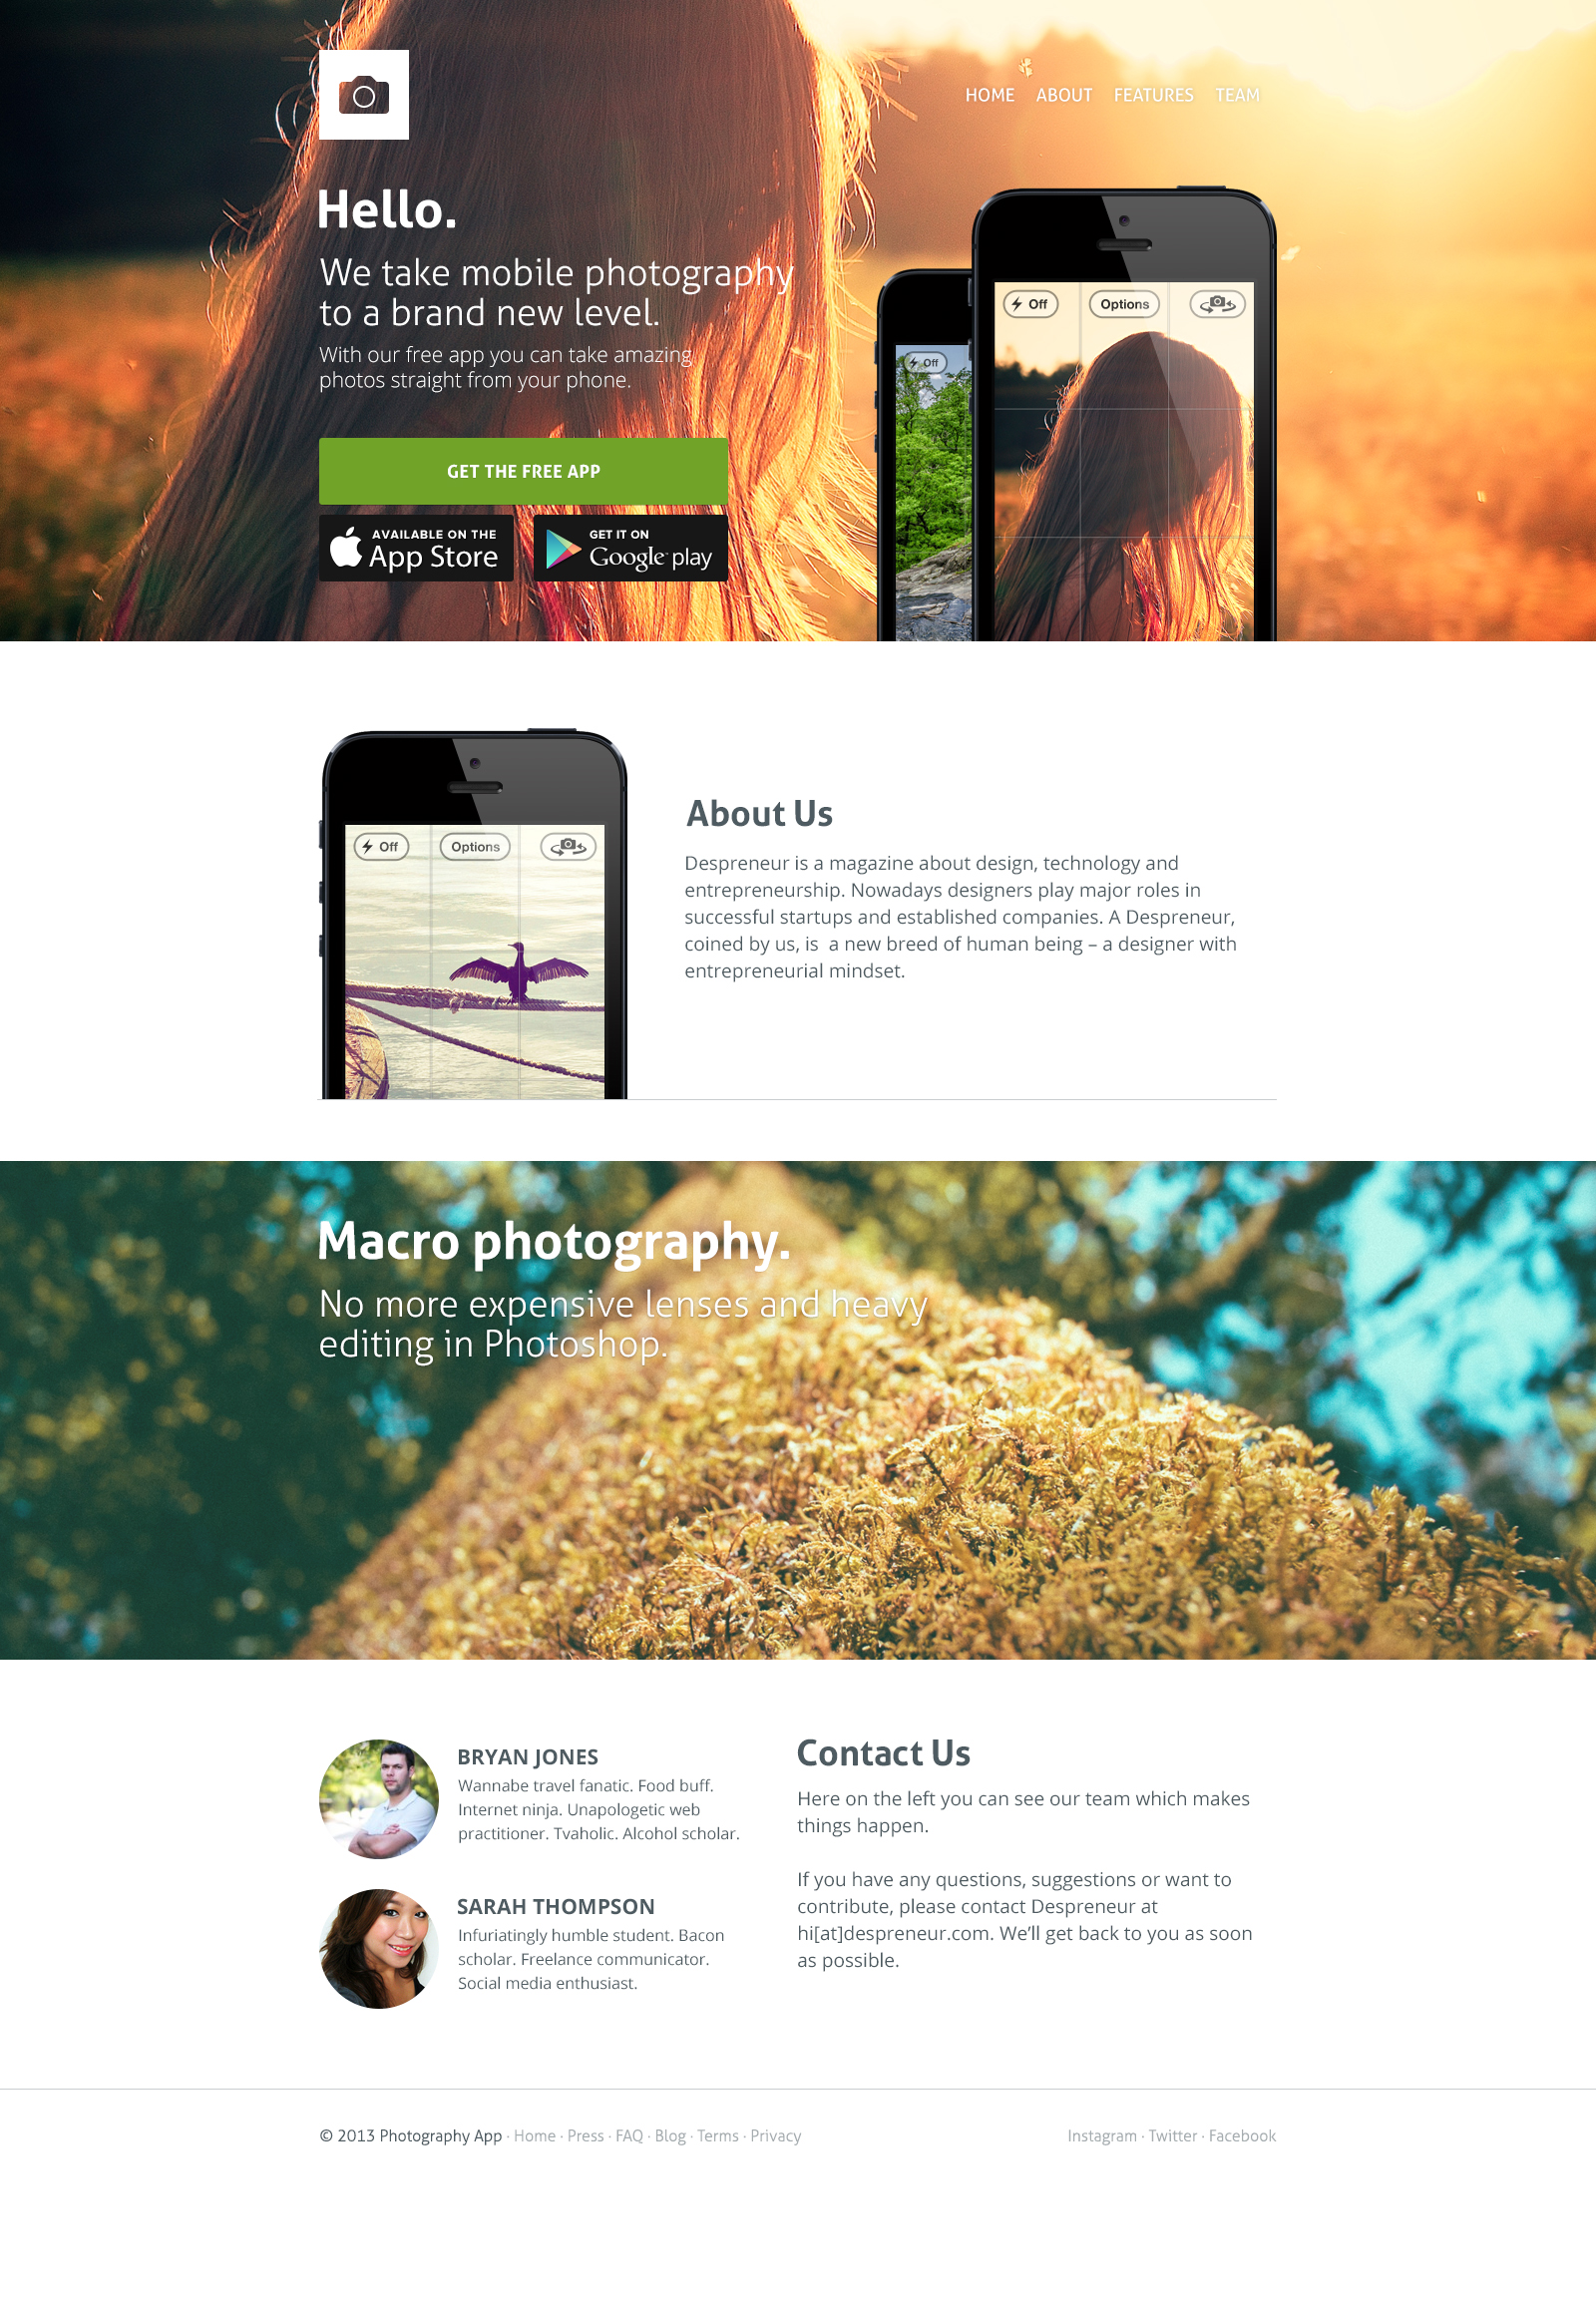 HOME ABOUT FEATURES TEAM
Hello.
We take mobile photography
to a brand new level.
With our free app you can take amazing
photos straight from your phone.
GET THE FREE APP
AVAILABLE ON THE
App Store
GET IT ON
Google play
Off
Off Options
Off Options
About Us
Despreneur is a magazine about design, technology and
entrepreneurship. Nowadays designers play major roles in
successful startups and established companies. A Despreneur,
coined by us, is  a new breed of human being – a designer with
entrepreneurial mindset.
Macro photography.
No more expensive lenses and heavy
editing in Photoshop.
BRYAN JONES
Wannabe travel fanatic. Food buff.
Internet ninja. Unapologetic web
practitioner. Tvaholic. Alcohol scholar.
SARAH THOMPSON
Infuriatingly humble student. Bacon
scholar. Freelance communicator.
Social media enthusiast.
Contact Us
Here on the left you can see our team which makes
things happen.
If you have any questions, suggestions or want to
contribute, please contact Despreneur at
hi[at]despreneur.com. We’ll get back to you as soon
as possible.
© 2013 Photography App · Home · Press · FAQ · Blog · Terms · Privacy
Instagram · Twitter · Facebook